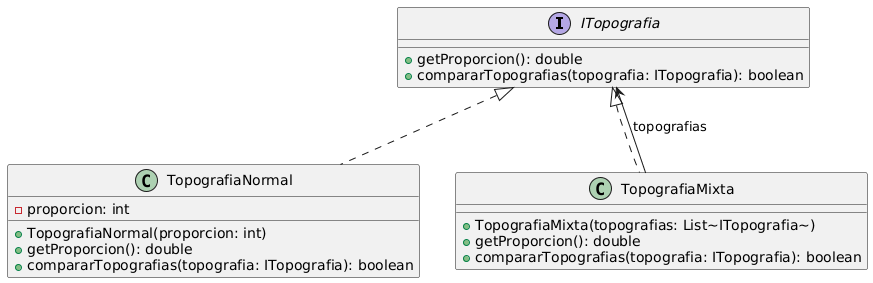 I ITopografia
getProporcion(): double
compararTopografias(topografia: ITopografia): boolean
topografias
C TopografiaNormal
proporcion: int
TopografiaNormal(proporcion: int)
getProporcion(): double
compararTopografias(topografia: ITopografia): boolean
C TopografiaMixta
TopografiaMixta(topografias: List~ITopografia~)
getProporcion(): double
compararTopografias(topografia: ITopografia): boolean